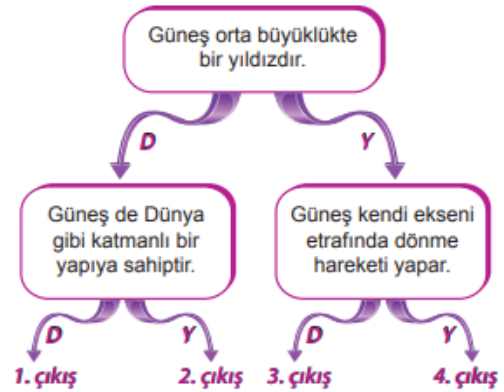 Güneş orta büyüklükte
bir yıldızdır.
D
Y
Güneş de Dünya
gibi katmanlı bir
yapıya sahiptir.
Güneş kendi ekseni
etrafında dönme
hareketi yapar.
D
Y
D
Y
1. çıkış
2. çıkış
3. çıkış
4. çıkış